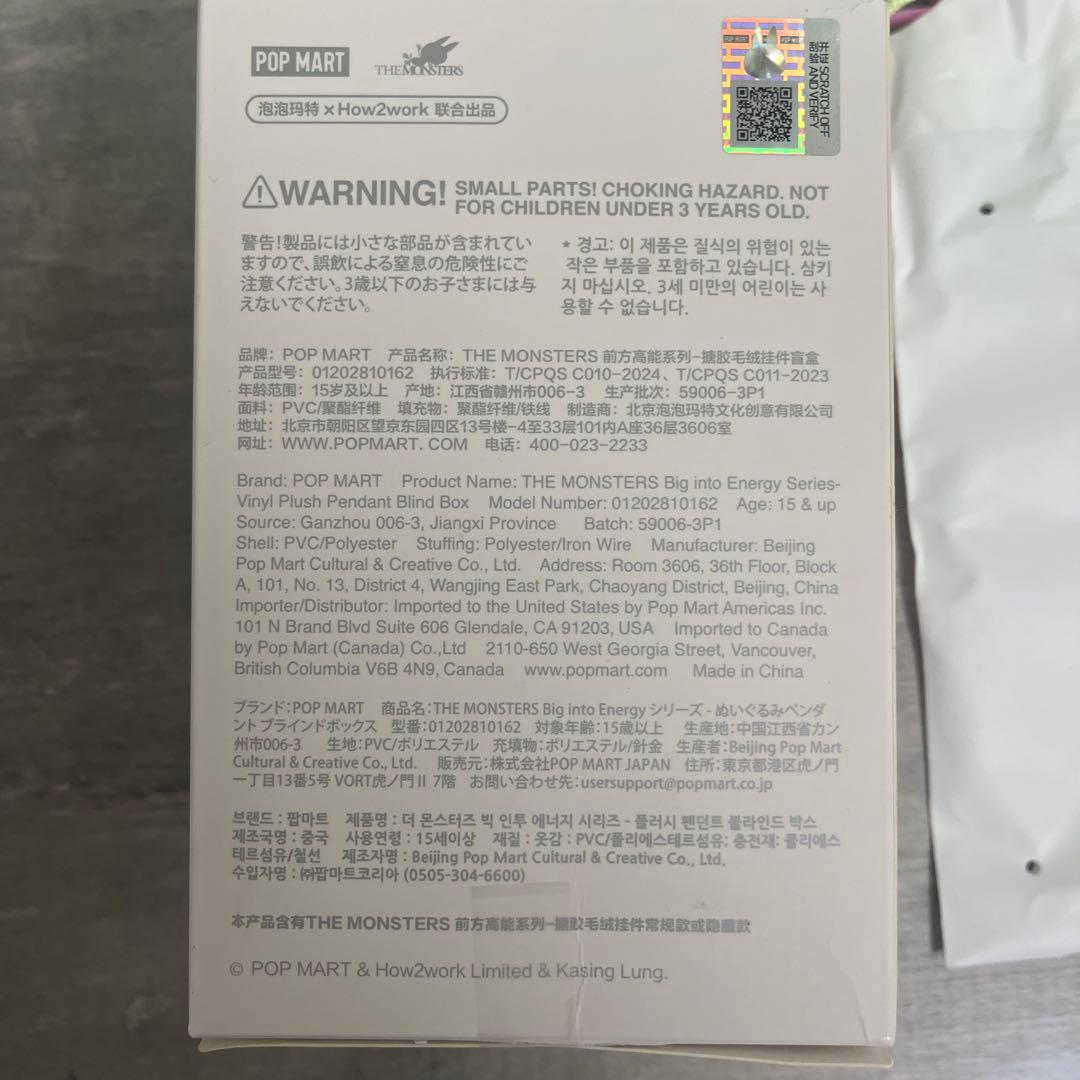 POP MART
THE MONSTERS
泡泡玛特×How2work 联合出品
POP MART
POP MART
刮开涂层 SCRATCH OFF
AND VERIFY
WARNING! SMALL PARTS! CHOKING HAZARD. NOT
FOR CHILDREN UNDER 3 YEARS OLD.
警告!製品には小さな部品が含まれてい
ますので、誤飲による窒息の危険性にご
注意ください。3歳以下のお子さまには与
えないでください。
* 경고: 이 제품은 질식의 위험이 있는
작은 부품을 포함하고 있습니다. 삼키
지 마십시오. 3세 미만의 어린이는 사
용할 수 없습니다.
品牌: POP MART 产品名称: THE MONSTERS 前方高能系列-搪胶毛绒挂件盲盒
产品型号: 01202810162 执行标准: T/CPQS C010-2024、T/CPQS C011-2023
年龄范围: 15岁及以上 产地: 江西省赣州市006-3 生产批次: 59006-3P1
面料: PVC/聚酯纤维 填充物: 聚酯纤维/铁线 制造商: 北京泡泡玛特文化创意有限公司
地址: 北京市朝阳区望京东园四区13号楼-4至33层101内A座36层3606室
网址: WWW.POPMART. COM 电话: 400-023-2233
Brand: POP MART Product Name: THE MONSTERS Big into Energy Series-
Vinyl Plush Pendant Blind Box Model Number: 01202810162 Age: 15 & up
Source: Ganzhou 006-3, Jiangxi Province Batch: 59006-3P1
Shell: PVC/Polyester Stuffing: Polyester/Iron Wire Manufacturer: Beijing
Pop Mart Cultural & Creative Co., Ltd. Address: Room 3606, 36th Floor, Block
A, 101, No. 13, District 4, Wangjing East Park, Chaoyang District, Beijing, China
Importer/Distributor: Imported to the United States by Pop Mart Americas Inc.
101 N Brand Blvd Suite 606 Glendale, CA 91203, USA Imported to Canada
by Pop Mart (Canada) Co.,Ltd 2110-650 West Georgia Street, Vancouver,
British Columbia V6B 4N9, Canada www.popmart.com Made in China
ブランド:POP MART 商品名:THE MONSTERS Big into Energy シリーズ - ぬいぐるみペンダ
ント ブラインドボックス 型番:01202810162 対象年齢:15歳以上 生産地:中国江西省カン
州市006-3 生地:PVC/ポリエステル 充填物:ポリエステル/針金 生産者:Beijing Pop Mart
Cultural & Creative Co., Ltd. 販売元:株式会社POP MART JAPAN 住所:東京都港区虎ノ門
一丁目13番5号 VORT虎ノ門Ⅱ 7階 お問い合わせ先:usersupport@popmart.co.jp
브랜드 : 팝마트 제품명 : 더 몬스터즈 빅 인투 에너지 시리즈 - 플러시 펜던트 블라인드 박스
제조국명 : 중국 사용연령 : 15세이상 재질 : 옷감 : PVC/폴리에스테르섬유; 충전재: 폴리에스
테르섬유/철선 제조자명 : Beijing Pop Mart Cultural & Creative Co., Ltd.
수입자명 : ㈜팝마트코리아 (0505-304-6600)
本产品含有THE MONSTERS 前方高能系列-搪胶毛绒挂件常规款或隐藏款
© POP MART & How2work Limited & Kasing Lung.